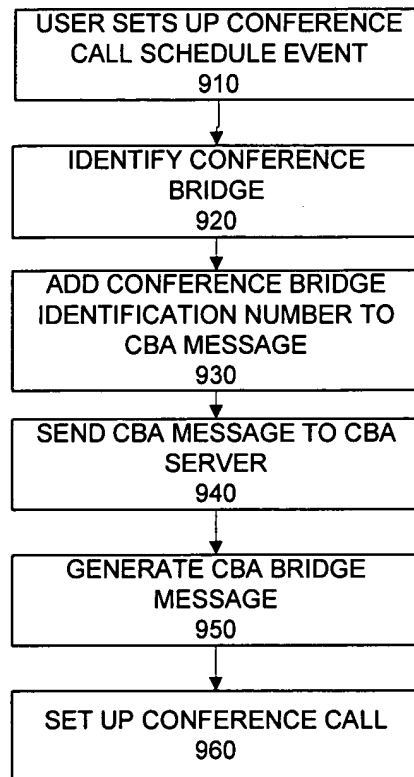 USER SETS UP CONFERENCE
CALL SCHEDULE EVENT
910
IDENTIFY CONFERENCE
BRIDGE
920
ADD CONFERENCE BRIDGE
IDENTIFICATION NUMBER TO
CBA MESSAGE
930
SEND CBA MESSAGE TO CBA
SERVER
940
GENERATE CBA BRIDGE
MESSAGE
950
SET UP CONFERENCE CALL
960